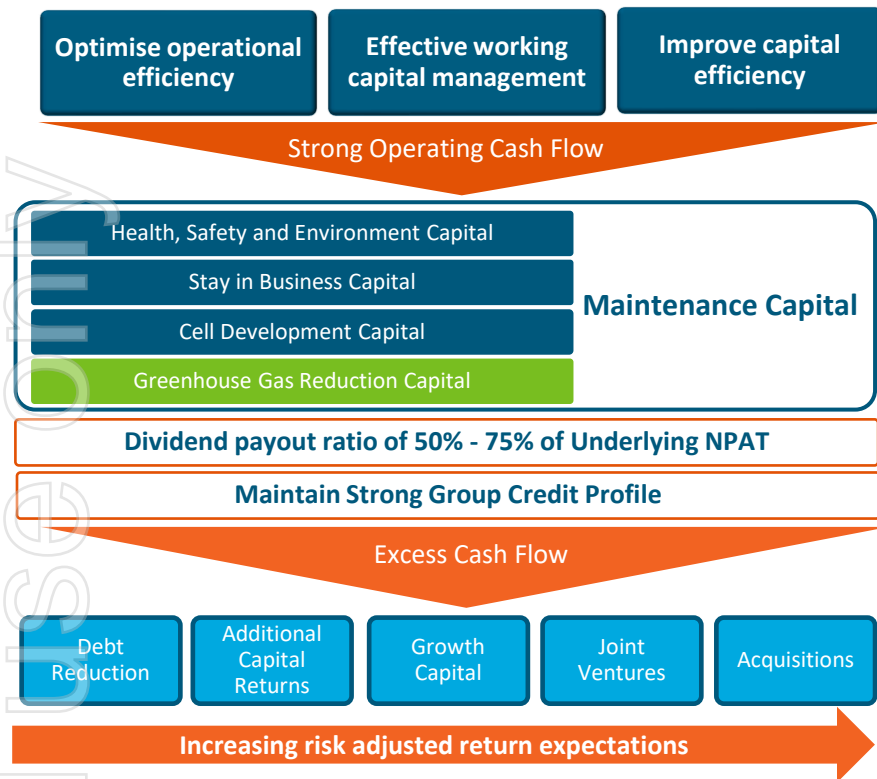 Optimise operational
efficiency
Effective working
capital management
Improve capital
efficiency
Strong Operating Cash Flow
Health, Safety and Environment Capital
Stay in Business Capital
Cell Development Capital
Greenhouse Gas Reduction Capital
Maintenance Capital
Dividend payout ratio of 50% - 75% of Underlying NPAT
Maintain Strong Group Credit Profile
Excess Cash Flow
Debt
Reduction
Additional
Capital
Returns
Growth
Capital
Joint
Ventures
Acquisitions
Increasing risk adjusted return expectations
use only